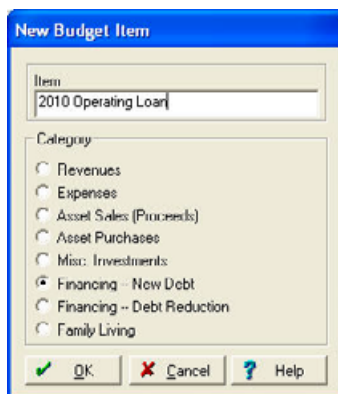 New Budget Item
Item
2010 Operating Loan
Category
Revenues
Expenses
Asset Sales (Proceeds)
Asset Purchases
Misc. Investments
Financing -- New Debt
Financing -- Debt Reduction
Family Living
OK Cancel Help